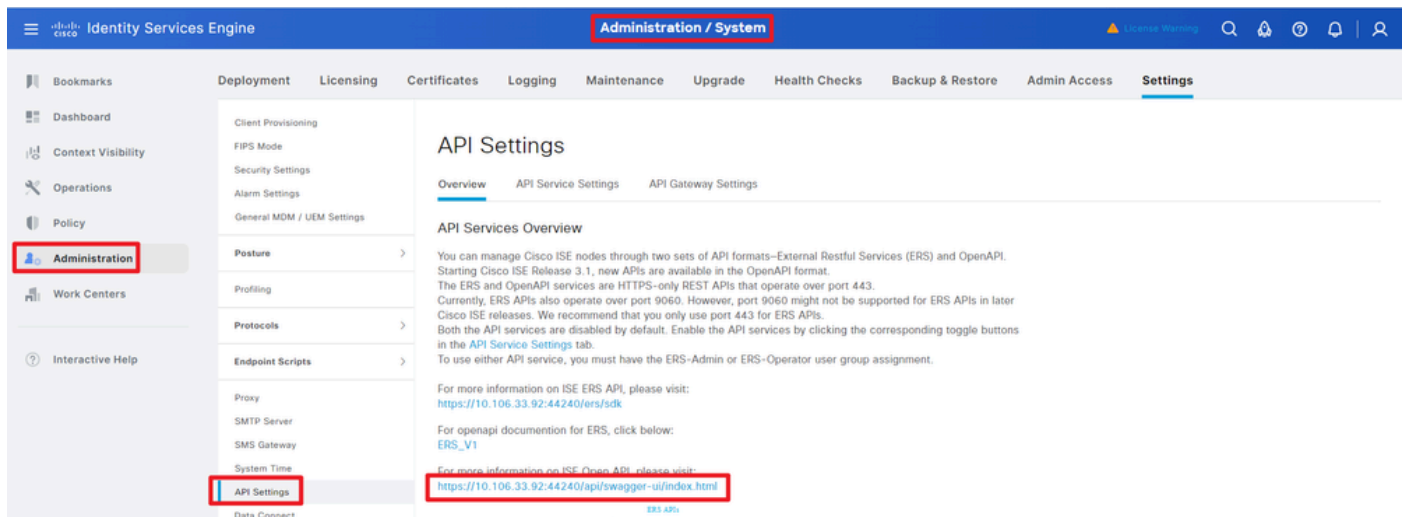 cisco Identity Services Engine
Administration / System
License Warning
Bookmarks
Dashboard
Context Visibility
Operations
Policy
Administration
Work Centers
Interactive Help
Deployment Licensing Certificates Logging Maintenance Upgrade Health Checks Backup & Restore Admin Access Settings
Client Provisioning
FIPS Mode
Security Settings
Alarm Settings
General MDM / UEM Settings
Posture
Profiling
Protocols
Endpoint Scripts
Proxy
SMTP Server
SMS Gateway
System Time
API Settings
Data Connect
API Settings
Overview API Service Settings API Gateway Settings
API Services Overview
You can manage Cisco ISE nodes through two sets of API formats–External Restful Services (ERS) and OpenAPI.
Starting Cisco ISE Release 3.1, new APIs are available in the OpenAPI format.
The ERS and OpenAPI services are HTTPS-only REST APIs that operate over port 443.
Currently, ERS APIs also operate over port 9060. However, port 9060 might not be supported for ERS APIs in later
Cisco ISE releases. We recommend that you only use port 443 for ERS APIs.
Both the API services are disabled by default. Enable the API services by clicking the corresponding toggle buttons
in the API Service Settings tab.
To use either API service, you must have the ERS-Admin or ERS-Operator user group assignment.
For more information on ISE ERS API, please visit:
https://10.106.33.92:44240/ers/sdk
For openapi documention for ERS, click below:
ERS_V1
For more information on ISE Open API, please visit:
https://10.106.33.92:44240/api/swagger-ui/index.html
ERS APIs